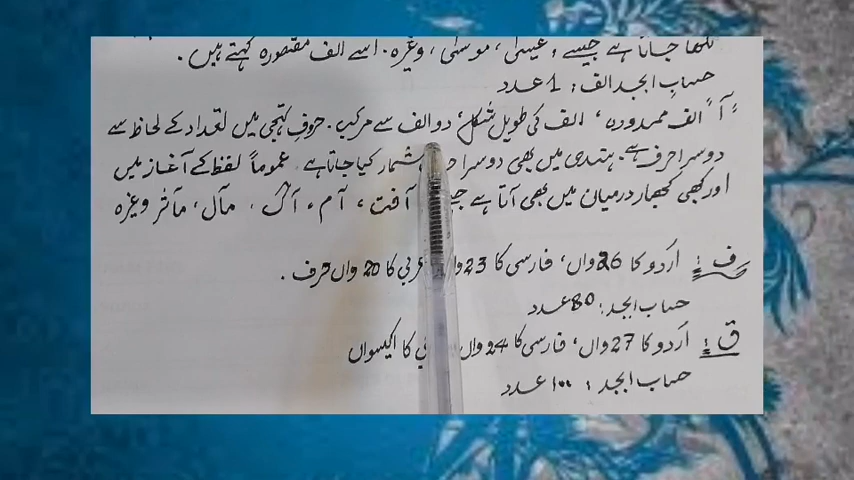 لکھا جاتا ہے جیسے، عیسیٰ، موسیٰ، وغیرہ. اسے الف مقصورہ کہتے ہیں.
حساب ابجد الف: 1 عدد
"آ" الف ممدودہ، الف کی طویل شکل، دو الف سے مرکب. حروفِ تہجی میں تعداد کے لحاظ سے
دوسرا حرف ہے. ہندی میں بھی دوسرا شمار کیا جاتا ہے. عموماً لفظ کے آغاز میں
اور کبھی کبھار درمیان میں بھی آتا ہے آفت، آم، آگ، مآل، مآثر وغیرہ
ف: اُردو کا 26 واں، فارسی کا 23 کا 20 واں حرف.
حساب ابجد: 80 عدد
ق: اُردو کا 27 واں، فارسی کا 24 واں کا اکیسواں
حساب ابجد: ۱۰۰ عدد